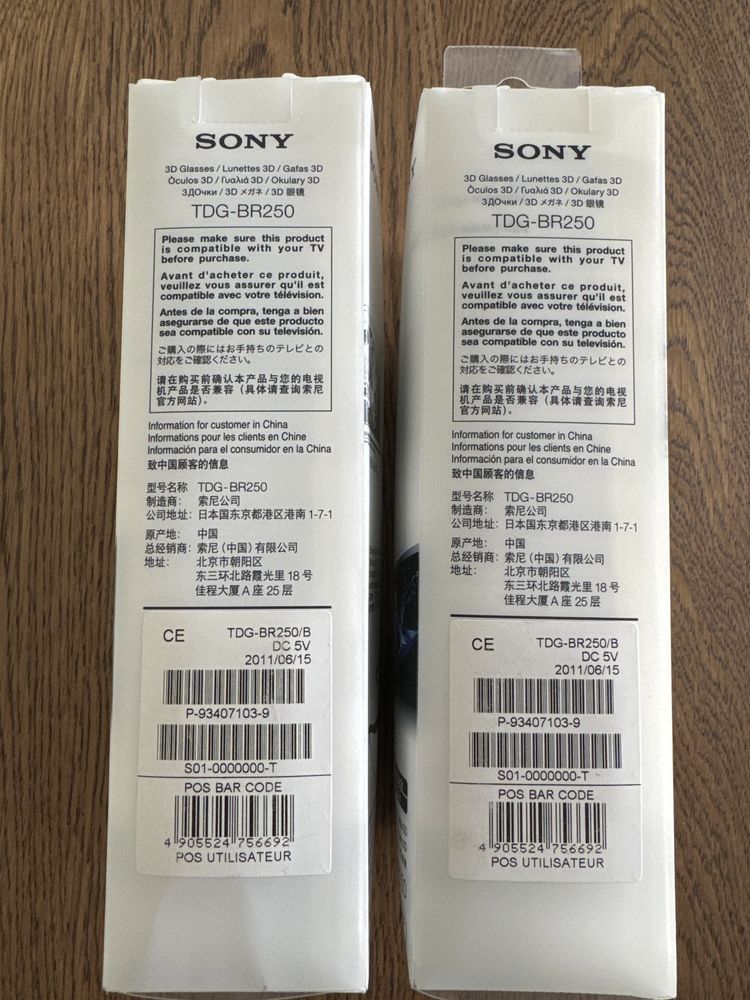 SONY
3D Glasses / Lunettes 3D / Gafas 3D
Óculos 3D / Γυαλιά 3D / Okulary 3D
3ДОчки / 3D メガネ / 3D 眼镜
TDG-BR250
Please make sure this product
is compatible with your TV
before purchase.
Avant d'acheter ce produit,
veuillez vous assurer qu'il est
compatible avec votre télévision.
Antes de la compra, tenga a bien
asegurarse de que este producto
sea compatible con su televisión.
ご購入の際にはお手持ちのテレビとの
対応をご確認ください。
请在购买前确认本产品与您的电视
机产品是否兼容（具体请查询索尼
官方网站）。
Information for customer in China
Informations pour les clients en Chine
Información para el consumidor en la China
致中国顾客的信息
型号名称 TDG-BR250
制造商： 索尼公司
公司地址： 日本国东京都港区港南 1-7-1
原产地： 中国
总经销商： 索尼（中国）有限公司
地址： 北京市朝阳区
东三环北路霞光里 18 号
佳程大厦 A 座 25 层
CE TDG-BR250/B
DC 5V
2011/06/15
P-93407103-9
S01-0000000-T
POS BAR CODE
4 905524 756692
POS UTILISATEUR
SONY
3D Glasses / Lunettes 3D / Gafas 3D
Óculos 3D / Γυαλιά 3D / Okulary 3D
3ДОчки / 3D メガネ / 3D 眼镜
TDG-BR250
Please make sure this product
is compatible with your TV
before purchase.
Avant d'acheter ce produit,
veuillez vous assurer qu'il est
compatible avec votre télévision.
Antes de la compra, tenga a bien
asegurarse de que este producto
sea compatible con su televisión.
ご購入の際にはお手持ちのテレビとの
対応をご確認ください。
请在购买前确认本产品与您的电视
机产品是否兼容（具体请查询索尼
官方网站）。
Information for customer in China
Informations pour les clients en Chine
Información para el consumidor en la China
致中国顾客的信息
型号名称 TDG-BR250
制造商： 索尼公司
公司地址： 日本国东京都港区港南 1-7-1
原产地： 中国
总经销商： 索尼（中国）有限公司
地址： 北京市朝阳区
东三环北路霞光里 18 号
佳程大厦 A 座 25 层
CE TDG-BR250/B
DC 5V
2011/06/15
P-93407103-9
S01-0000000-T
POS BAR CODE
4 905524 756692
POS UTILISATEUR